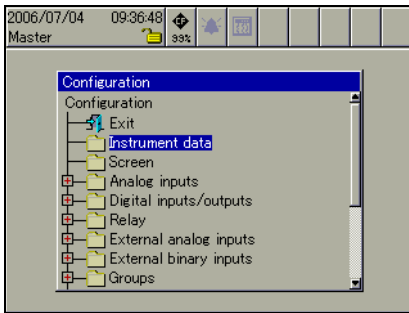 2006/07/04 09:36:48
Master 99%
Configuration
Configuration
Exit
Instrument data
Screen
Analog inputs
Digital inputs/outputs
Relay
External analog inputs
External binary inputs
Groups